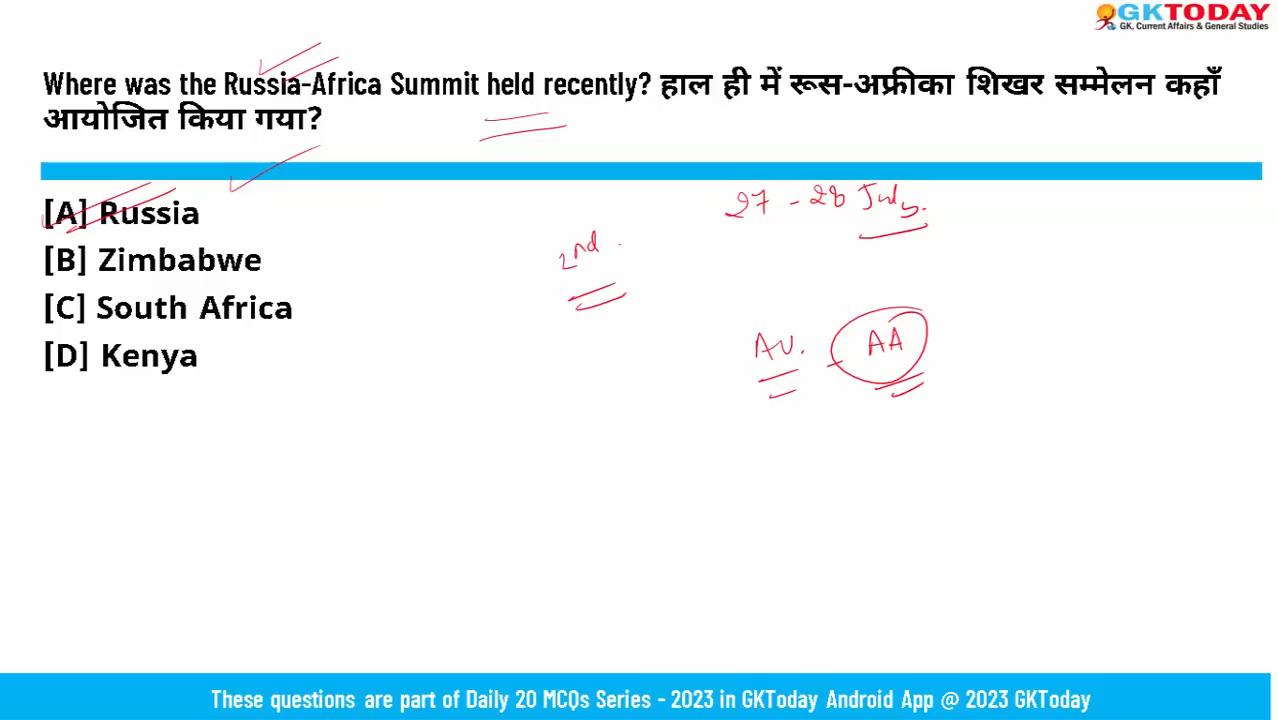 GKTODAY
GK, Current Affairs & General Studies
Where was the Russia-Africa Summit held recently? हाल ही में रूस-अफ्रीका शिखर सम्मेलन कहाँ
आयोजित किया गया?
[A] Russia
[B] Zimbabwe
[C] South Africa
[D] Kenya
27 - 28 July.
2nd.
AU. - AA
These questions are part of Daily 20 MCQs Series - 2023 in GKToday Android App @ 2023 GKToday